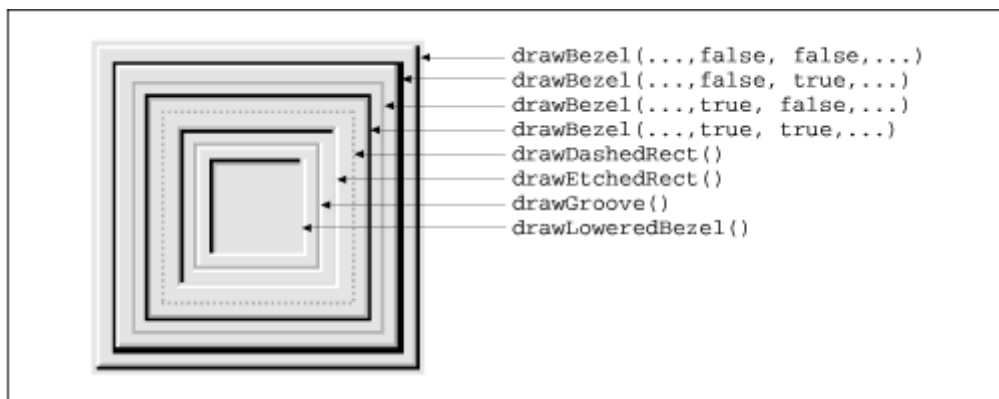 drawBezel(...,false, false,...)
drawBezel(...,false, true,...)
drawBezel(...,true, false,...)
drawBezel(...,true, true,...)
drawDashedRect()
drawEtchedRect()
drawGroove()
drawLoweredBezel()